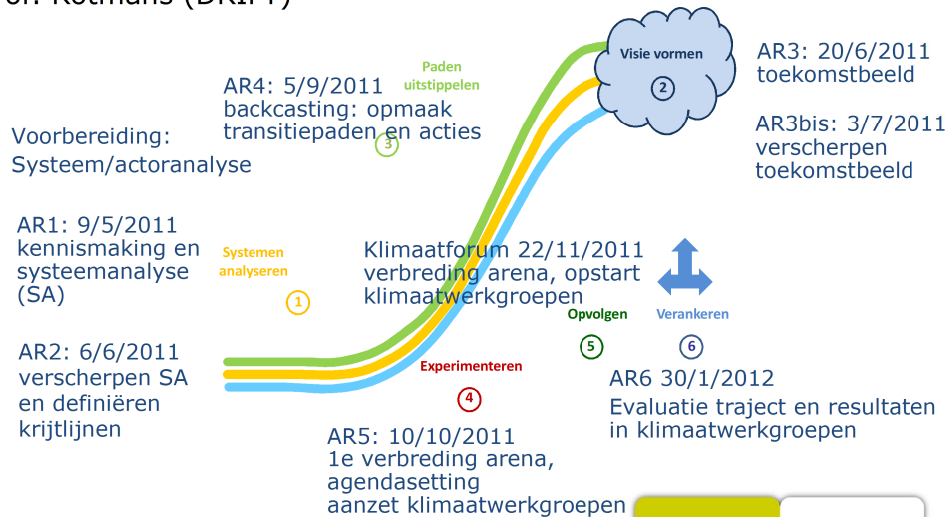 of. Rotmans (DRIFT)
Visie vormen
2
AR3: 20/6/2011
toekomstbeeld
AR3bis: 3/7/2011
verscherpen
toekomstbeeld
Paden
uitstippelen
AR4: 5/9/2011
backcasting: opmaak
transitiepaden en acties
3
Voorbereiding:
Systeem/actoranalyse
AR1: 9/5/2011
kennismaking en
systeemanalyse
(SA)
Systemen
analyseren
1
Klimaatforum 22/11/2011
verbreding arena, opstart
klimaatwerkgroepen
Opvolgen
5
Verankeren
6
AR2: 6/6/2011
verscherpen SA
en definiëren
krijtlijnen
Experimenteren
4
AR6 30/1/2012
Evaluatie traject en resultaten
in klimaatwerkgroepen
AR5: 10/10/2011
1e verbreding arena,
agendasetting
aanzet klimaatwerkgroepen